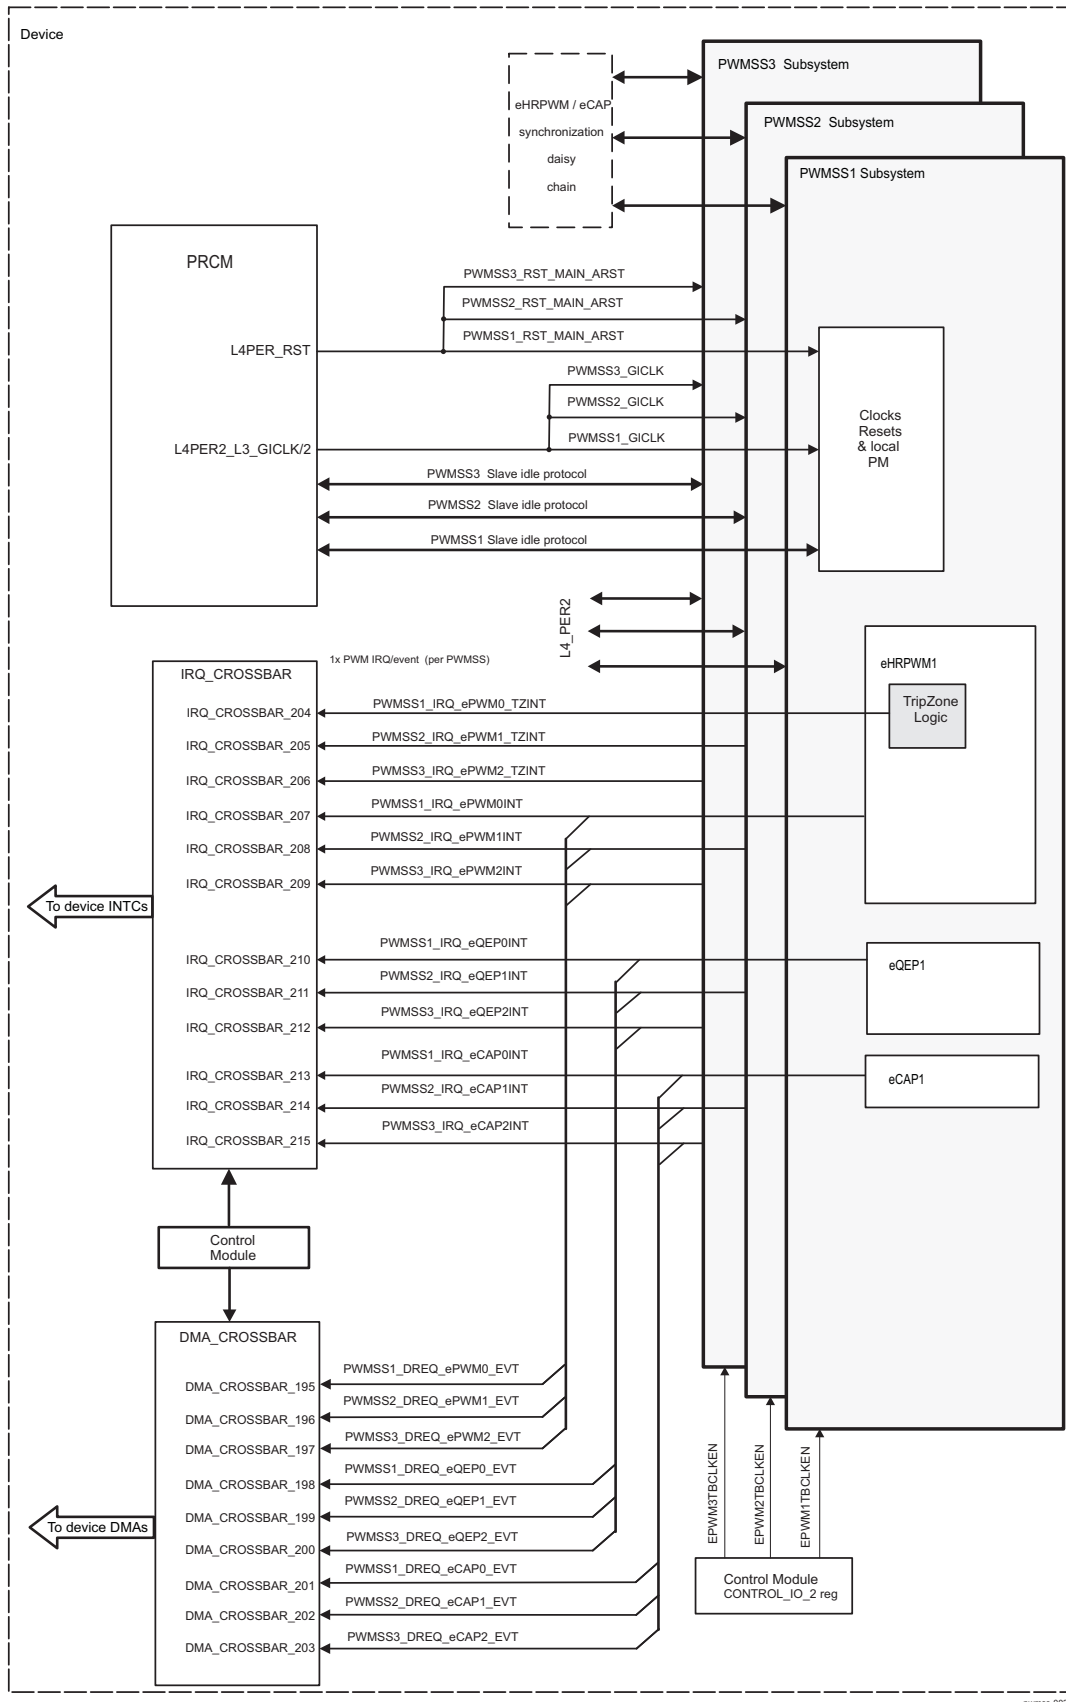 Device
PWMSS3 Subsystem
eHRPWM / eCAP
synchronization
daisy
chain
PWMSS2 Subsystem
PWMSS1 Subsystem
PRCM
PWMSS3_RST_MAIN_ARST
PWMSS2_RST_MAIN_ARST
PWMSS1_RST_MAIN_ARST
L4PER_RST
PWMSS3_GICLK
PWMSS2_GICLK
PWMSS1_GICLK
L4PER2_L3_GICLK/2
Clocks
Resets
& local
PM
PWMSS3 Slave idle protocol
PWMSS2 Slave idle protocol
PWMSS1 Slave idle protocol
L4_PER2
1x PWM IRQ/event (per PWMSS)
IRQ_CROSSBAR
eHRPWM1
TripZone
Logic
PWMSS1_IRQ_ePWM0_TZINT
IRQ_CROSSBAR_204
PWMSS2_IRQ_ePWM1_TZINT
IRQ_CROSSBAR_205
PWMSS3_IRQ_ePWM2_TZINT
IRQ_CROSSBAR_206
PWMSS1_IRQ_ePWM0INT
IRQ_CROSSBAR_207
PWMSS2_IRQ_ePWM1INT
IRQ_CROSSBAR_208
PWMSS3_IRQ_ePWM2INT
IRQ_CROSSBAR_209
To device INTCs
PWMSS1_IRQ_eQEP0INT
IRQ_CROSSBAR_210
eQEP1
PWMSS2_IRQ_eQEP1INT
IRQ_CROSSBAR_211
PWMSS3_IRQ_eQEP2INT
IRQ_CROSSBAR_212
PWMSS1_IRQ_eCAP0INT
IRQ_CROSSBAR_213
eCAP1
PWMSS2_IRQ_eCAP1INT
IRQ_CROSSBAR_214
PWMSS3_IRQ_eCAP2INT
IRQ_CROSSBAR_215
Control
Module
DMA_CROSSBAR
PWMSS1_DREQ_ePWM0_EVT
DMA_CROSSBAR_195
PWMSS2_DREQ_ePWM1_EVT
DMA_CROSSBAR_196
PWMSS3_DREQ_ePWM2_EVT
DMA_CROSSBAR_197
PWMSS1_DREQ_eQEP0_EVT
DMA_CROSSBAR_198
PWMSS2_DREQ_eQEP1_EVT
DMA_CROSSBAR_199
To device DMAs
PWMSS3_DREQ_eQEP2_EVT
DMA_CROSSBAR_200
PWMSS1_DREQ_eCAP0_EVT
DMA_CROSSBAR_201
PWMSS2_DREQ_eCAP1_EVT
DMA_CROSSBAR_202
PWMSS3_DREQ_eCAP2_EVT
DMA_CROSSBAR_203
EPWM3TBCLKEN
EPWM2TBCLKEN
EPWM1TBCLKEN
Control Module
CONTROL_IO_2 reg